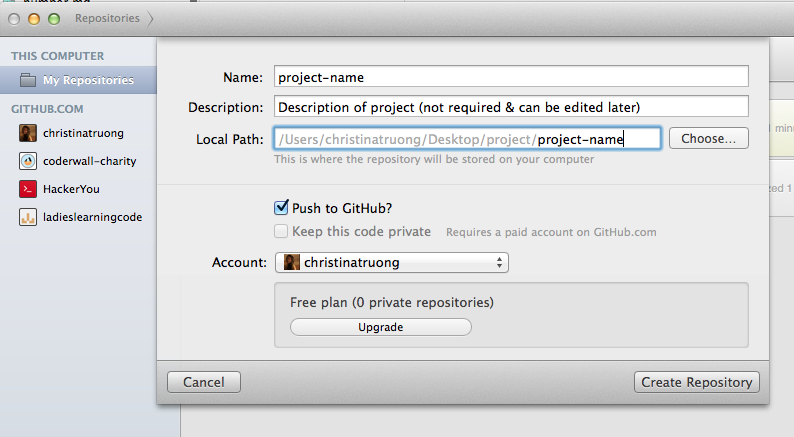 Repositories
THIS COMPUTER
My Repositories
GITHUB.COM
christinatruong
coderwall-charity
HackerYou
ladieslearningcode
Name: project-name
Description: Description of project (not required & can be edited later)
Local Path: /Users/christinatruong/Desktop/project/project-name Choose...
This is where the repository will be stored on your computer
Push to GitHub?
Keep this code private Requires a paid account on GitHub.com
Account: christinatruong
Free plan (0 private repositories)
Upgrade
Cancel Create Repository